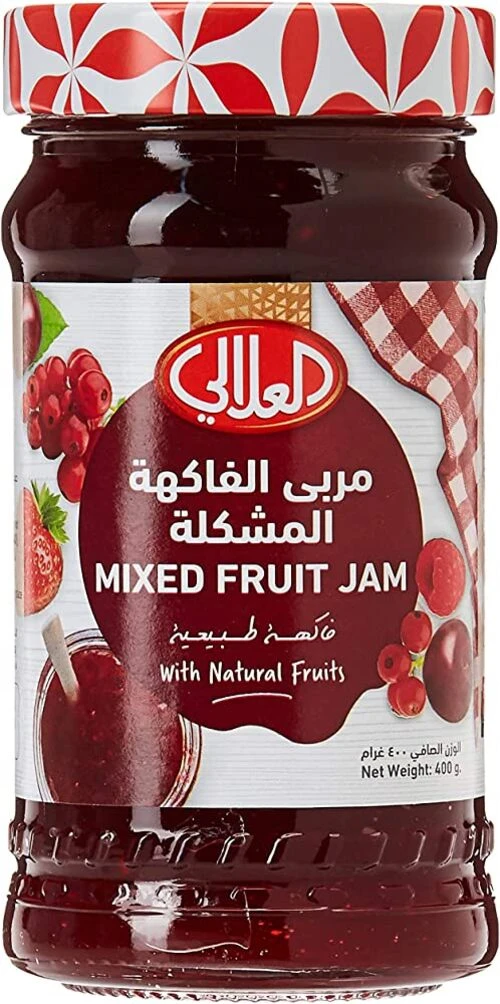 العلالي
مربى الفاكهة
المشكلة
MIXED FRUIT JAM
فاكهة طبيعية
With Natural Fruits
الوزن الصافي ٤٠٠ غرام
Net Weight: 400 g.